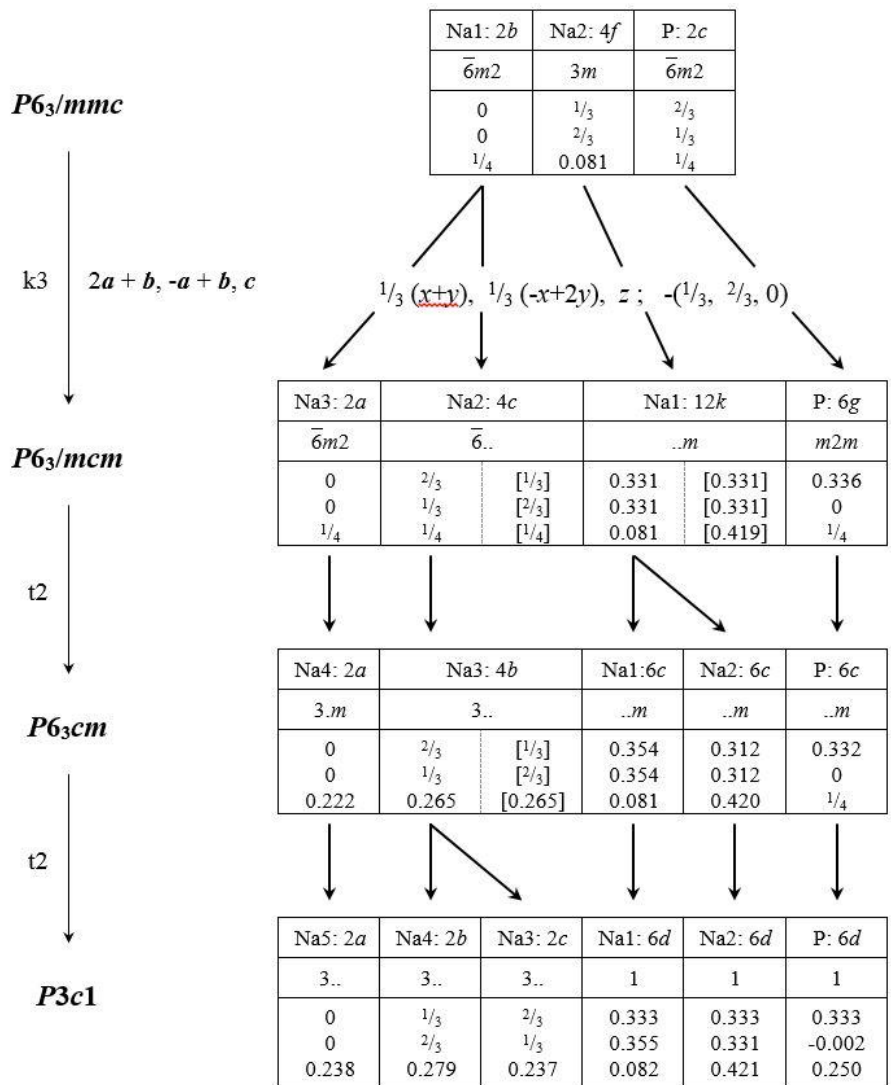 Na1: 2b Na2: 4f P: 2c
6̅m2 3m 6̅m2
P6₃/mmc
0 ¹/₃ ²/₃
0 ²/₃ ¹/₃
¹/₄ 0.081 ¹/₄
k3 2a + b, -a + b, c
¹/₃ (x+y), ¹/₃ (-x+2y), z ; -(¹/₃, ²/₃, 0)
Na3: 2a Na2: 4c Na1: 12k P: 6g
6̅m2 6̅.. ..m m2m
P6₃/mcm
0 ²/₃ [¹/₃] 0.331 [0.331] 0.336
0 ¹/₃ [²/₃] 0.331 [0.331] 0
¹/₄ ¹/₄ [¹/₄] 0.081 [0.419] ¹/₄
t2
Na4: 2a Na3: 4b Na1:6c Na2: 6c P: 6c
3.m 3.. ..m ..m ..m
P6₃cm
0 ²/₃ [¹/₃] 0.354 0.312 0.332
0 ¹/₃ [²/₃] 0.354 0.312 0
0.222 0.265 [0.265] 0.081 0.420 ¹/₄
t2
Na5: 2a Na4: 2b Na3: 2c Na1: 6d Na2: 6d P: 6d
3.. 3.. 3.. 1 1 1
P3c1
0 ¹/₃ ²/₃ 0.333 0.333 0.333
0 ²/₃ ¹/₃ 0.355 0.331 -0.002
0.238 0.279 0.237 0.082 0.421 0.250